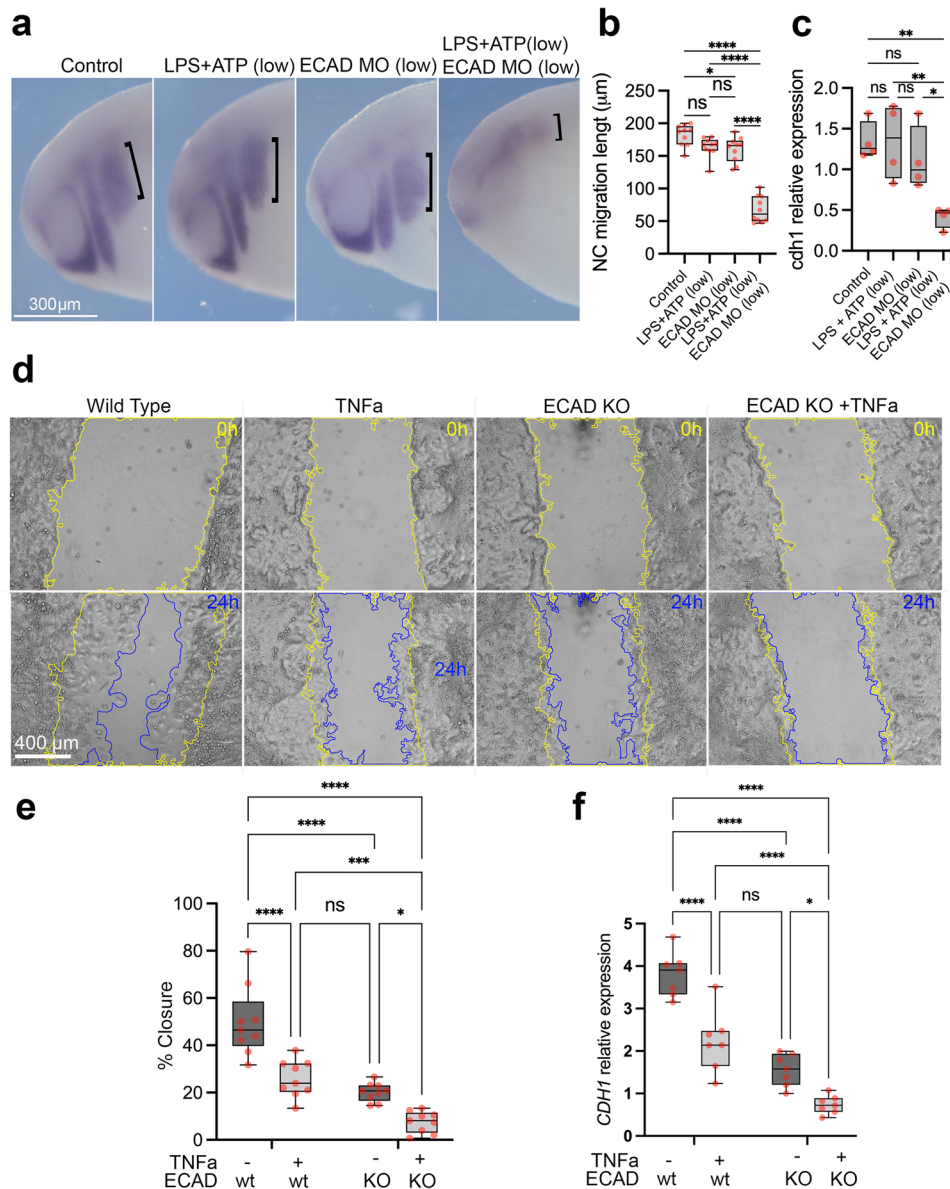 a
Control
LPS+ATP (low)
ECAD MO (low)
LPS+ATP(low)
ECAD MO (low)
300µm
b
****
****
*
ns
ns
****
NC migration lengt (µm)
250
200
150
100
50
0
Control
LPS+ATP (low)
ECAD MO (low)
LPS+ATP (low)
ECAD MO (low)
c
**
ns
**
ns
ns
*
cdh1 relative expression
2.0
1.5
1.0
0.5
0.0
Control
LPS + ATP (low)
ECAD MO (low)
LPS + ATP (low)
ECAD MO (low)
d
Wild Type
TNFa
ECAD KO
ECAD KO +TNFa
0h
0h
0h
0h
24h
24h
24h
24h
400 µm
e
****
****
***
****
ns
*
% Closure
100
80
60
40
20
0
TNFa - + - +
ECAD wt wt KO KO
f
****
****
****
****
ns
*
CDH1 relative expression
5
4
3
2
1
0
TNFa - + - +
ECAD wt wt KO KO